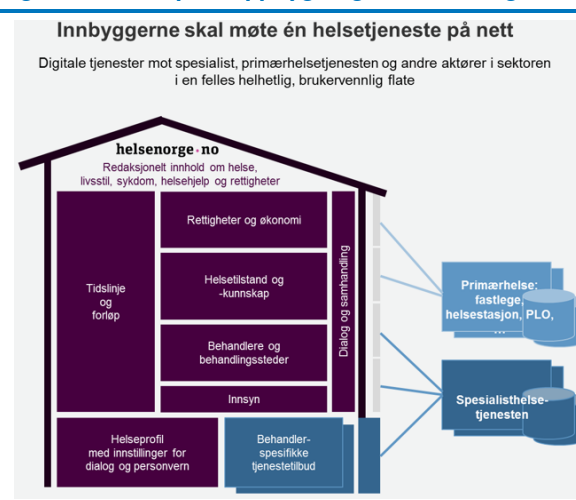 Innbyggerne skal møte én helsetjeneste på nett
Digitale tjenester mot spesialist, primærhelsetjenesten og andre aktører i sektoren
i en felles helhetlig, brukervennlig flate
helsenorge.no
Redaksjonelt innhold om helse,
livsstil, sykdom, helsehjelp og rettigheter
Tidslinje
og
forløp
Rettigheter og økonomi
Helsetilstand og
-kunnskap
Behandlere og
behandlingssteder
Innsyn
Dialog og samhandling
Helseprofil
med innstillinger for
dialog og personvern
Behandler-
spesifikke
tjenestetilbud
Primærhelse:
fastlege,
helsestasjon, PLO,
...
Spesialisthelse-
tjenesten